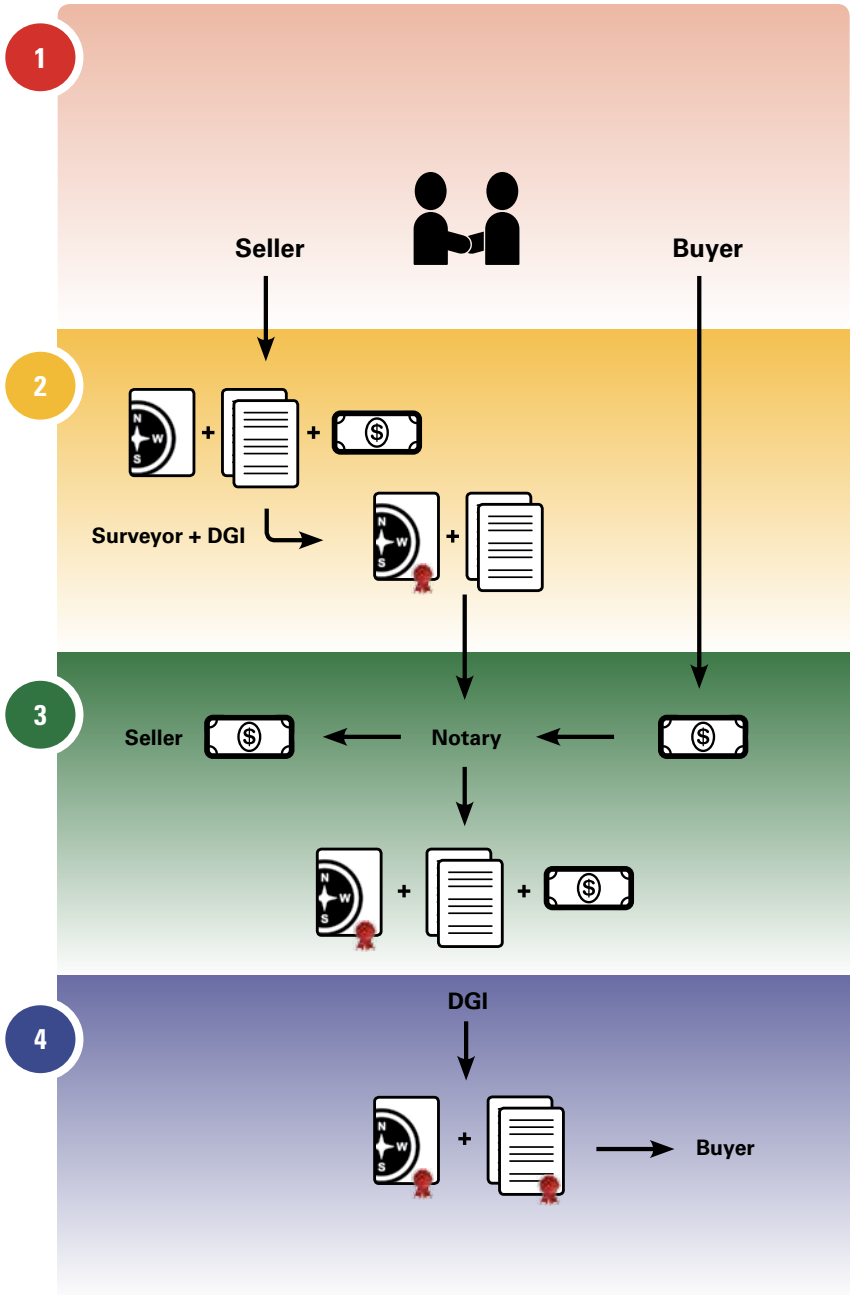 1
Seller
Buyer
2
N
W
S
+
+
$
Surveyor + DGI
N
W
S
+
3
Seller
$
Notary
$
N
W
S
+
+
$
4
DGI
N
W
S
+
Buyer